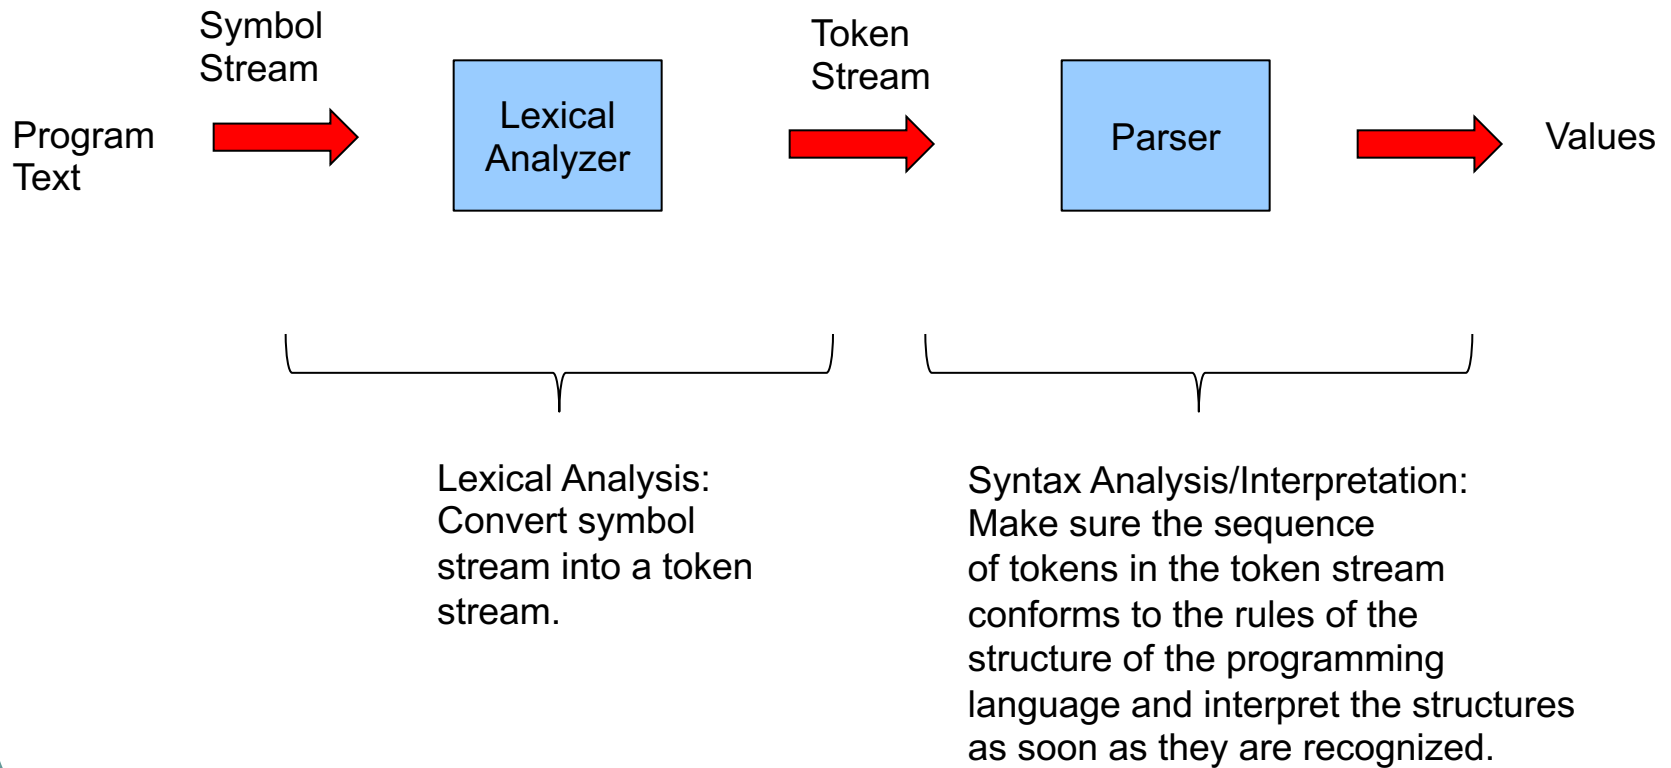 Symbol
Stream
Token
Stream
Program
Text
Lexical
Analyzer
Parser
Values
Lexical Analysis:
Convert symbol
stream into a token
stream.
Syntax Analysis/Interpretation:
Make sure the sequence
of tokens in the token stream
conforms to the rules of the
structure of the programming
language and interpret the structures
as soon as they are recognized.